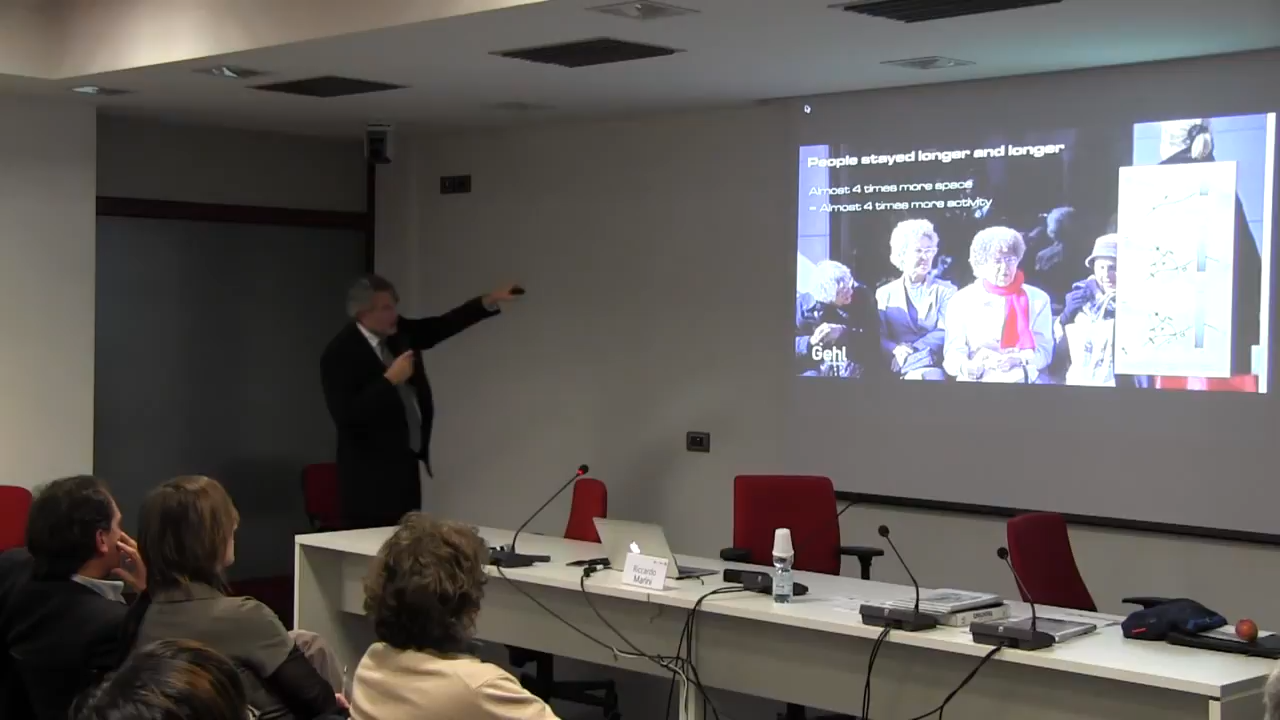 People stayed longer and longer
Almost 4 times more space
= Almost 4 times more activity
Gehl
Riccardo
Marini